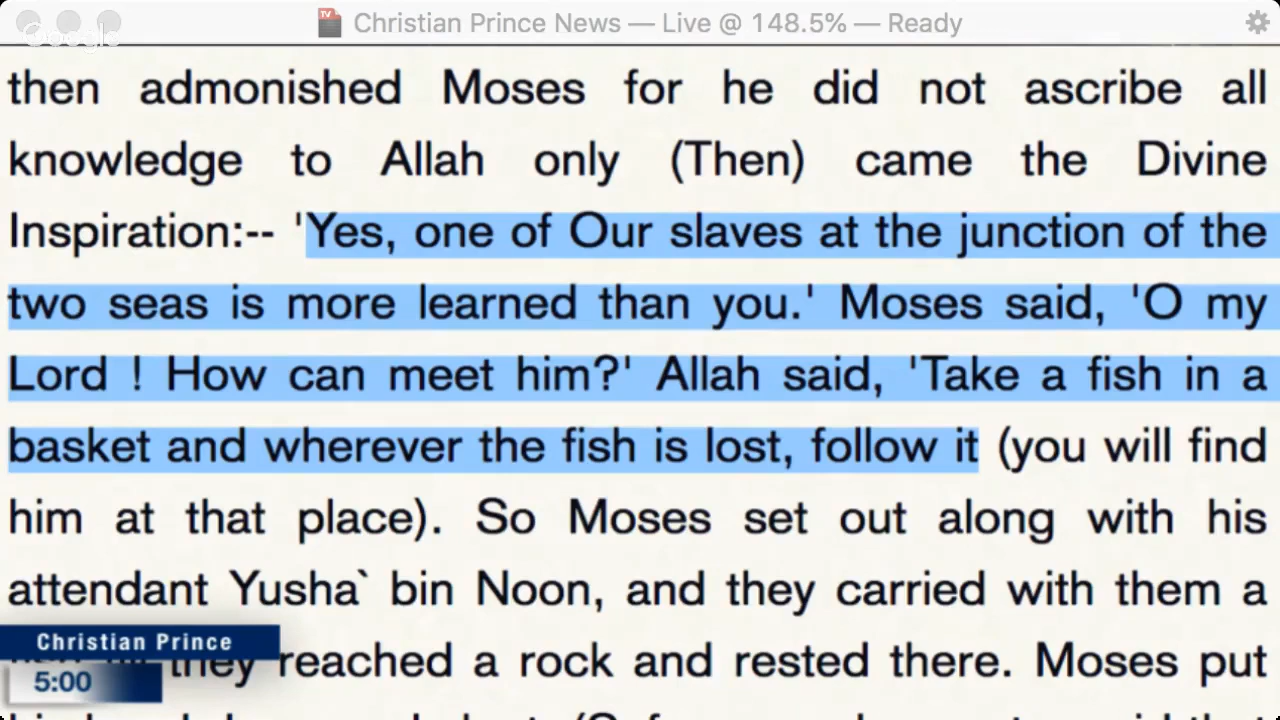 Christian Prince News — Live @ 148.5% — Ready
Google
then admonished Moses for he did not ascribe all
knowledge to Allah only (Then) came the Divine
Inspiration:-- 'Yes, one of Our slaves at the junction of the
two seas is more learned than you.' Moses said, 'O my
Lord ! How can meet him?' Allah said, 'Take a fish in a
basket and wherever the fish is lost, follow it (you will find
him at that place). So Moses set out along with his
attendant Yusha` bin Noon, and they carried with them a
they reached a rock and rested there. Moses put
Christian Prince
5:00